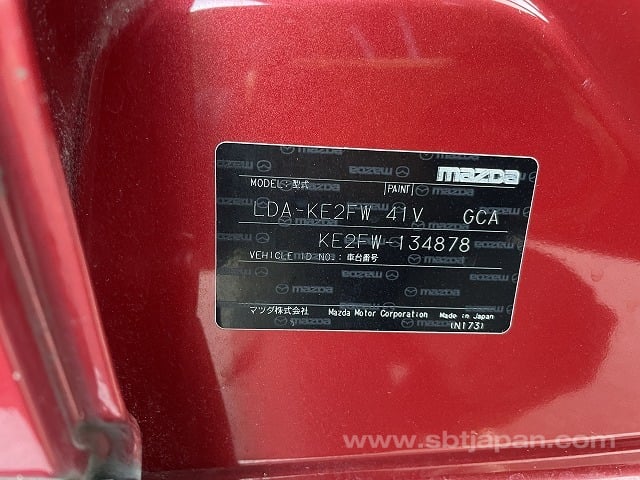 mazda
MODEL:型式 PAINT
LDA-KE2FW 41V GCA
KE2FW-134878
VEHICLE ID NO.:車台番号
マツダ株式会社 Mazda Motor Corporation Made in Japan
(N173)
www.sbtjapan.com